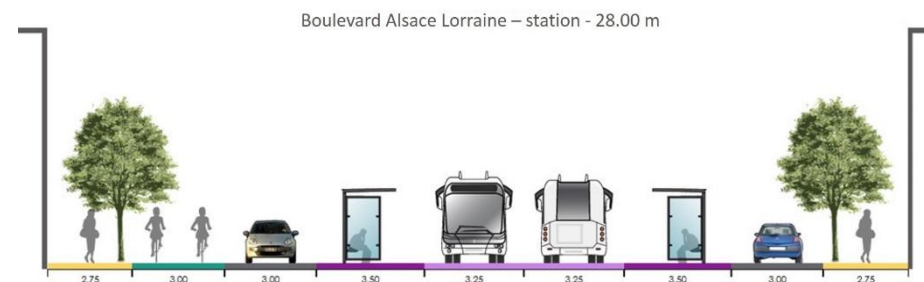 Boulevard Alsace Lorraine – station - 28.00 m
2.75 3.00 3.00 3.50 3.25 3.25 3.50 3.00 2.75